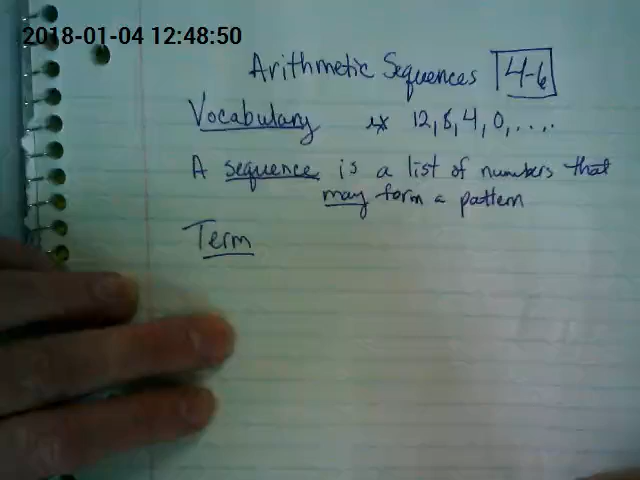 2018-01-04 12:48:50
Arithmetic Sequences 4-6
Vocabulary ex 12, 8, 4, 0, ....
A sequence is a list of numbers that
may form a pattern
Term